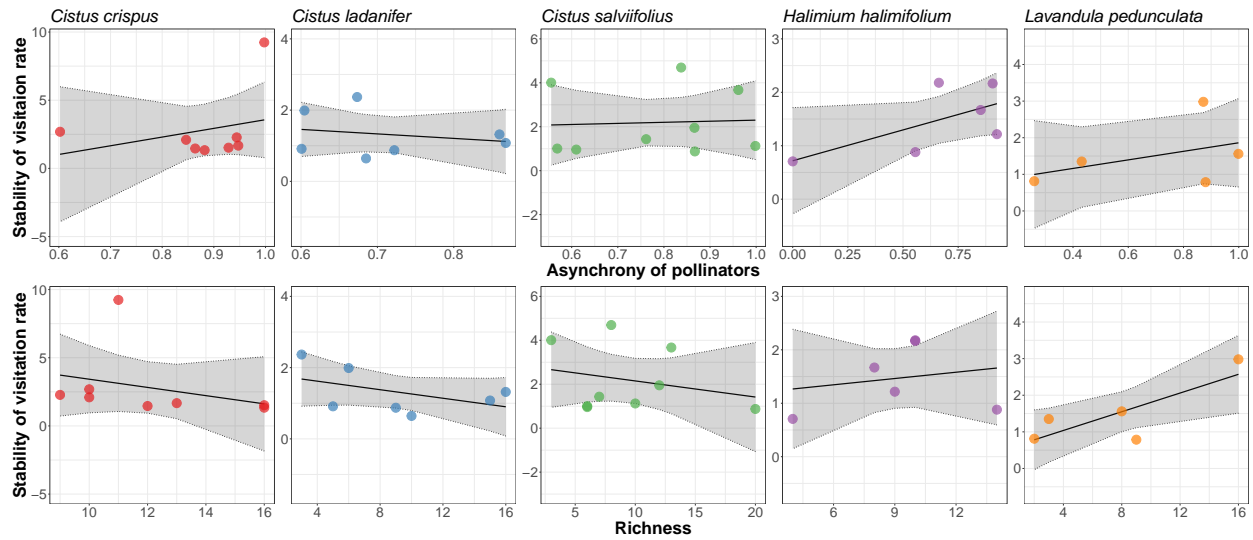 Cistus crispus Cistus ladanifer Cistus salviifolius Halimium halimifolium Lavandula pedunculata
Stability of visitaion rate
10
5
0
−5
0.6 0.7 0.8 0.9 1.0
4
2
0
0.6 0.7 0.8
6
4
2
0
−2
0.6 0.7 0.8 0.9 1.0
3
2
1
0
0.00 0.25 0.50 0.75
4
3
2
1
0
0.4 0.6 0.8 1.0
Asynchrony of pollinators
Stability of visitation rate
10
5
0
−5
10 12 14 16
4
2
0
4 8 12 16
6
4
2
0
−2
5 10 15 20
3
2
1
0
6 9 12
4
3
2
1
0
4 8 12 16
Richness